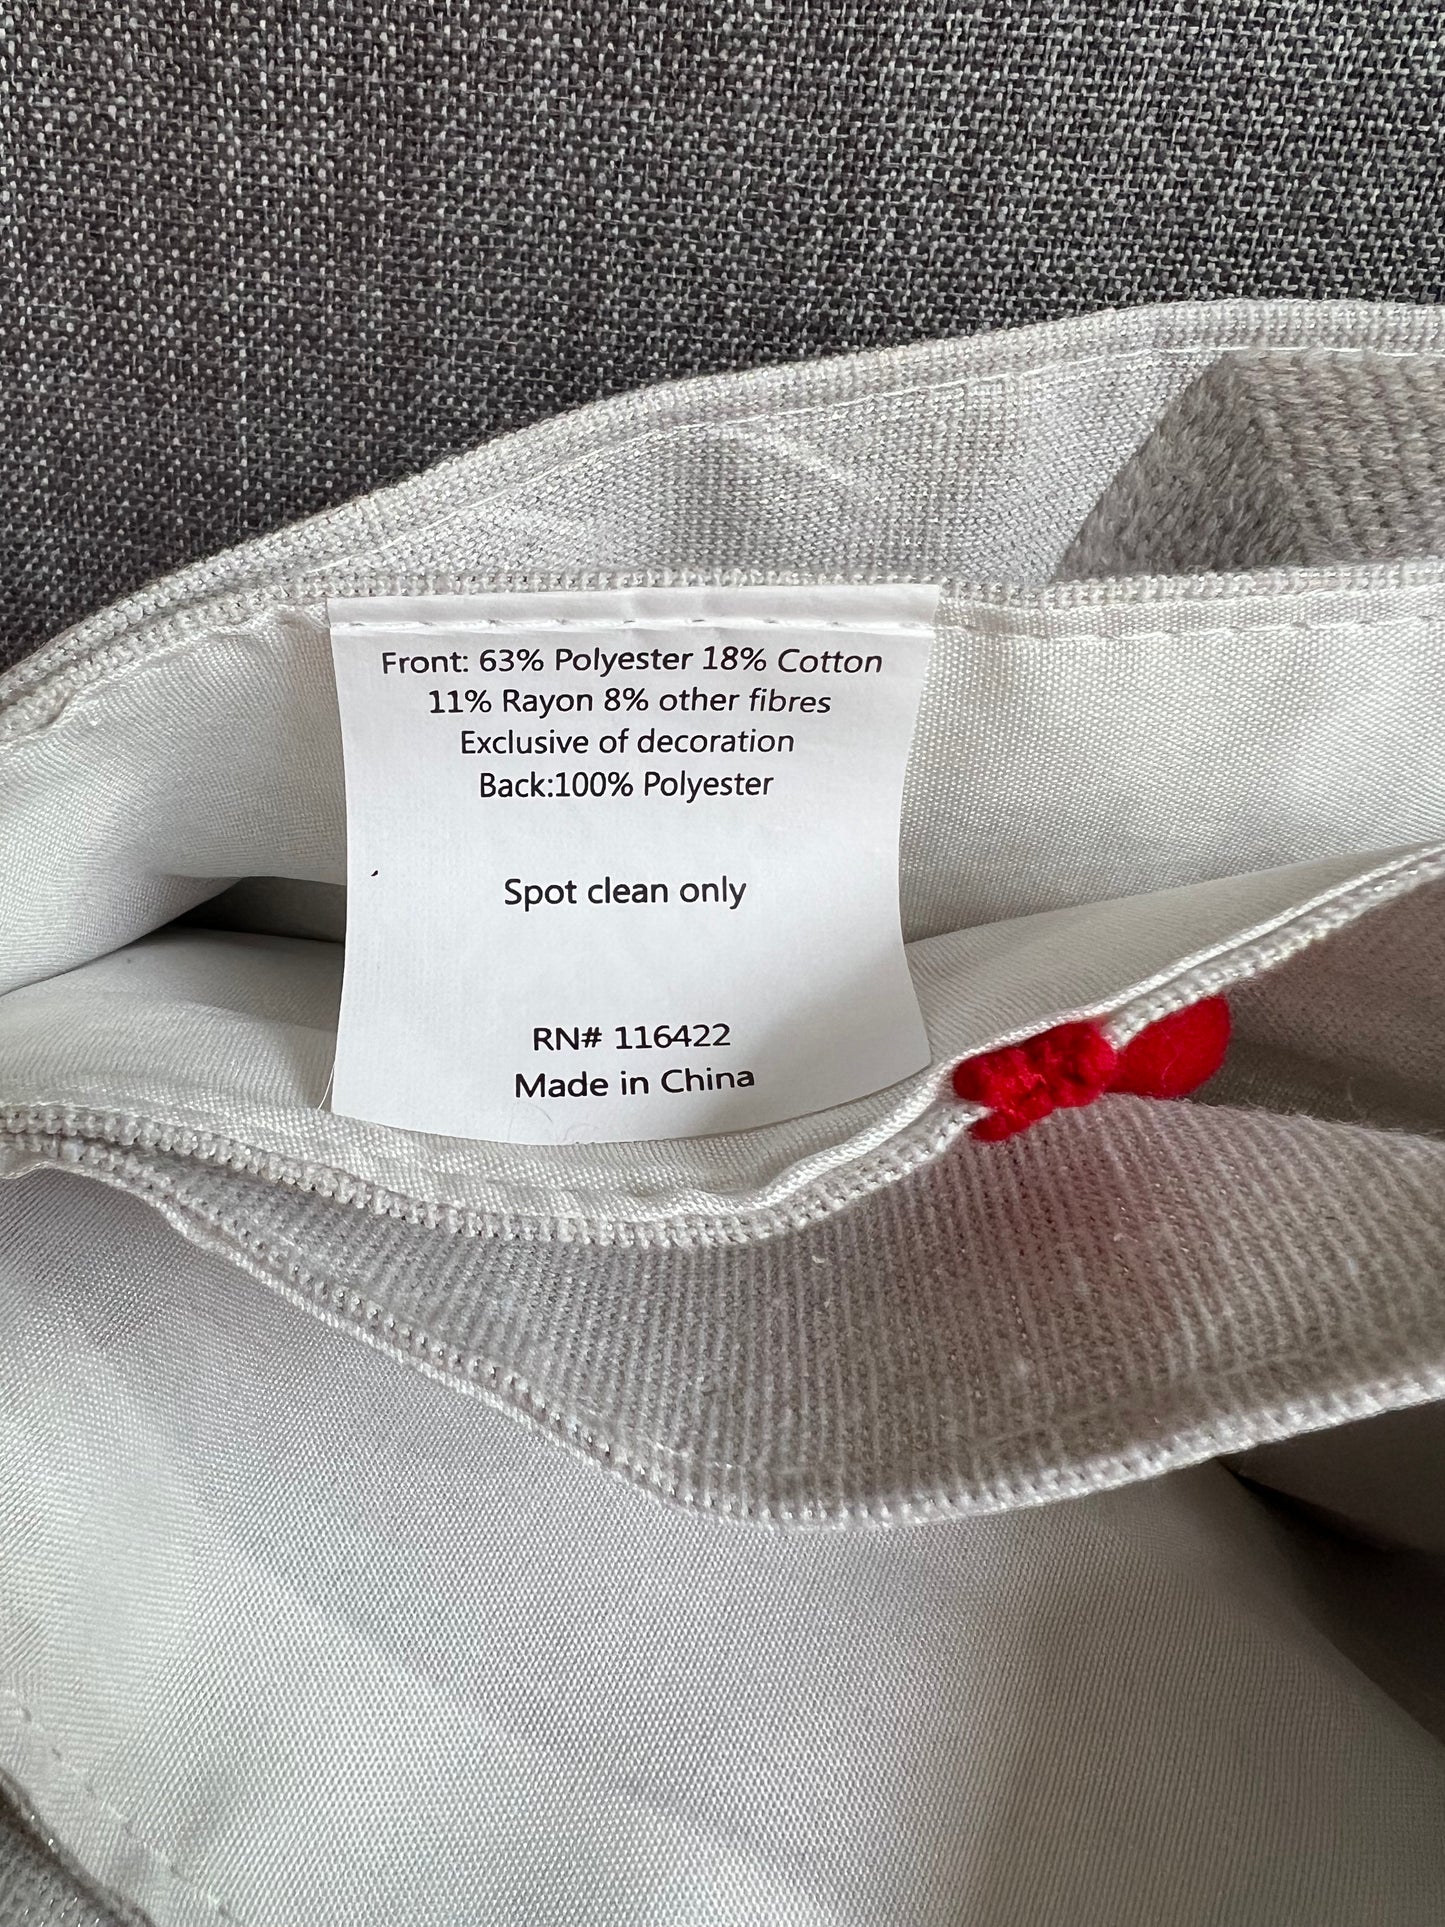 Front: 63% Polyester 18% Cotton
11% Rayon 8% other fibres
Exclusive of decoration
Back:100% Polyester
Spot clean only
RN# 116422
Made in China